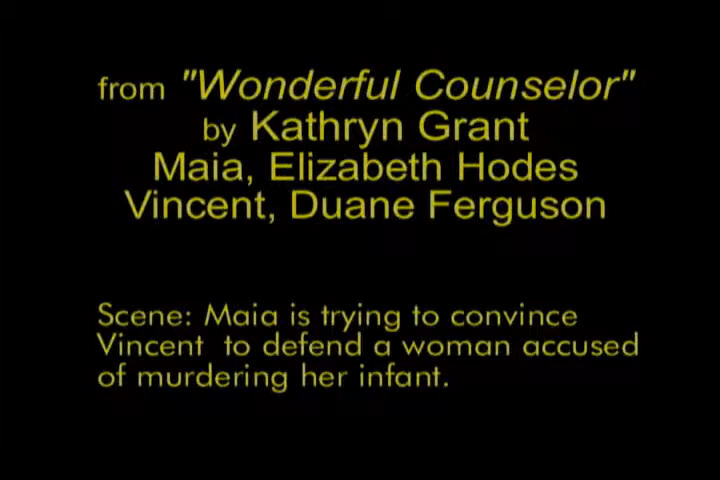 from "Wonderful Counselor"
by Kathryn Grant
Maia, Elizabeth Hodes
Vincent, Duane Ferguson
Scene: Maia is trying to convince
Vincent to defend a woman accused
of murdering her infant.